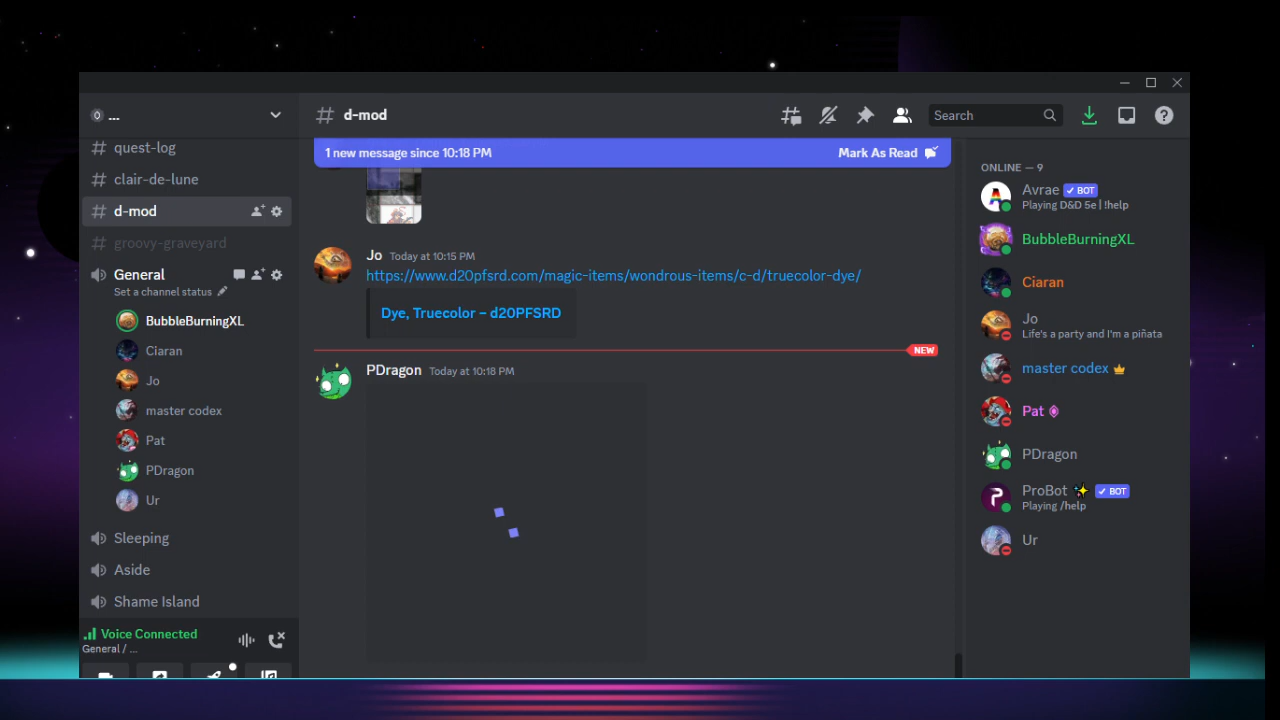 ...
# d-mod
Search
# quest-log
# clair-de-lune
# d-mod
# groovy-graveyard
General
Set a channel status
BubbleBurningXL
Ciaran
Jo
master codex
Pat
PDragon
Ur
Sleeping
Aside
Shame Island
Voice Connected
General / ...
1 new message since 10:18 PM Mark As Read
Jo Today at 10:15 PM
https://www.d20pfsrd.com/magic-items/wondrous-items/c-d/truecolor-dye/
Dye, Truecolor – d20PFSRD
NEW
PDragon Today at 10:18 PM
ONLINE — 9
Avrae ✓ BOT
Playing D&D 5e | !help
BubbleBurningXL
Ciaran
Jo
Life's a party and I'm a piñata
master codex
Pat
PDragon
ProBot ✨ ✓ BOT
Playing /help
Ur